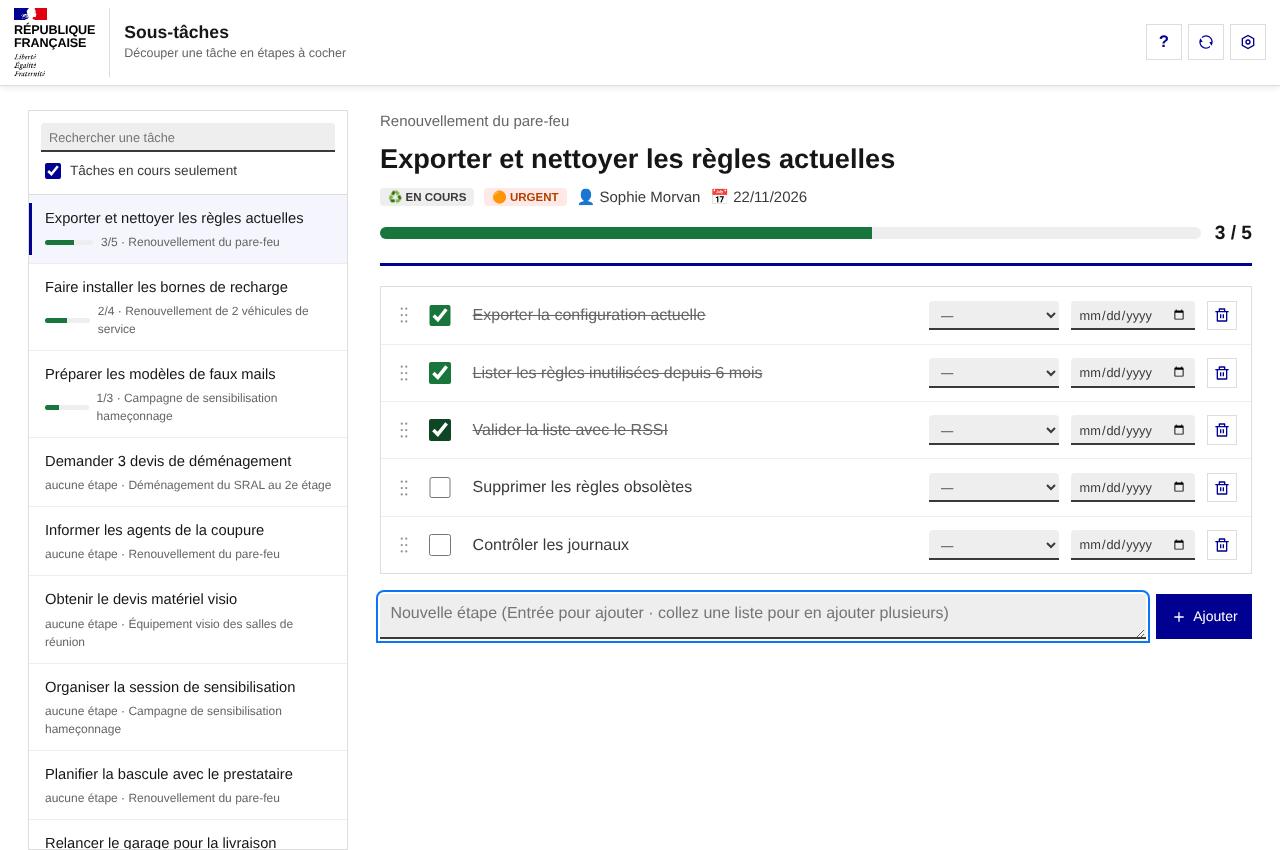 RÉPUBLIQUE
FRANÇAISE
Liberté
Égalité
Fraternité
Sous-tâches
Découper une tâche en étapes à cocher
?
Rechercher une tâche
Tâches en cours seulement
Exporter et nettoyer les règles actuelles
3/5 · Renouvellement du pare-feu
Faire installer les bornes de recharge
2/4 · Renouvellement de 2 véhicules de
service
Préparer les modèles de faux mails
1/3 · Campagne de sensibilisation
hameçonnage
Demander 3 devis de déménagement
aucune étape · Déménagement du SRAL au 2e étage
Informer les agents de la coupure
aucune étape · Renouvellement du pare-feu
Obtenir le devis matériel visio
aucune étape · Équipement visio des salles de
réunion
Organiser la session de sensibilisation
aucune étape · Campagne de sensibilisation
hameçonnage
Planifier la bascule avec le prestataire
aucune étape · Renouvellement du pare-feu
Relancer le garage pour la livraison
Renouvellement du pare-feu
Exporter et nettoyer les règles actuelles
♻️ EN COURS 🟠 URGENT 👤 Sophie Morvan 📅 22/11/2026
3 / 5
Exporter la configuration actuelle — mm/dd/yyyy
Lister les règles inutilisées depuis 6 mois — mm/dd/yyyy
Valider la liste avec le RSSI — mm/dd/yyyy
Supprimer les règles obsolètes — mm/dd/yyyy
Contrôler les journaux — mm/dd/yyyy
Nouvelle étape (Entrée pour ajouter · collez une liste pour en ajouter plusieurs)
+ Ajouter